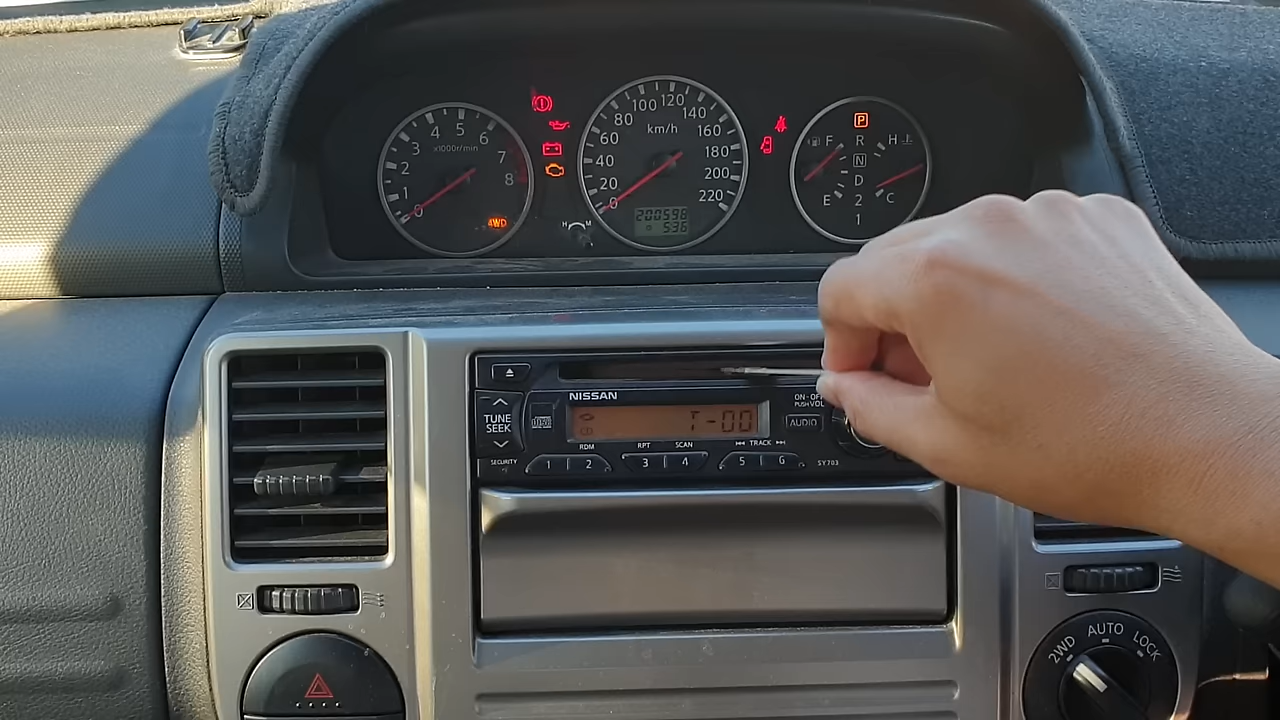 4 5 6
3 7
2 8
1
0
x1000r/min
4WD
100 120
80 140
60 160
40 180
20 200
0 220
km/h
200596
536
P
R
N
D
2
1
F
E
H
C
H
NISSAN
TUNE
SEEK
SECURITY
T-00
CD
ON-OFF
PUSH VOL
AUDIO
RDM RPT SCAN TRACK
1 2 3 4 5 6
SY703
2WD AUTO LOCK